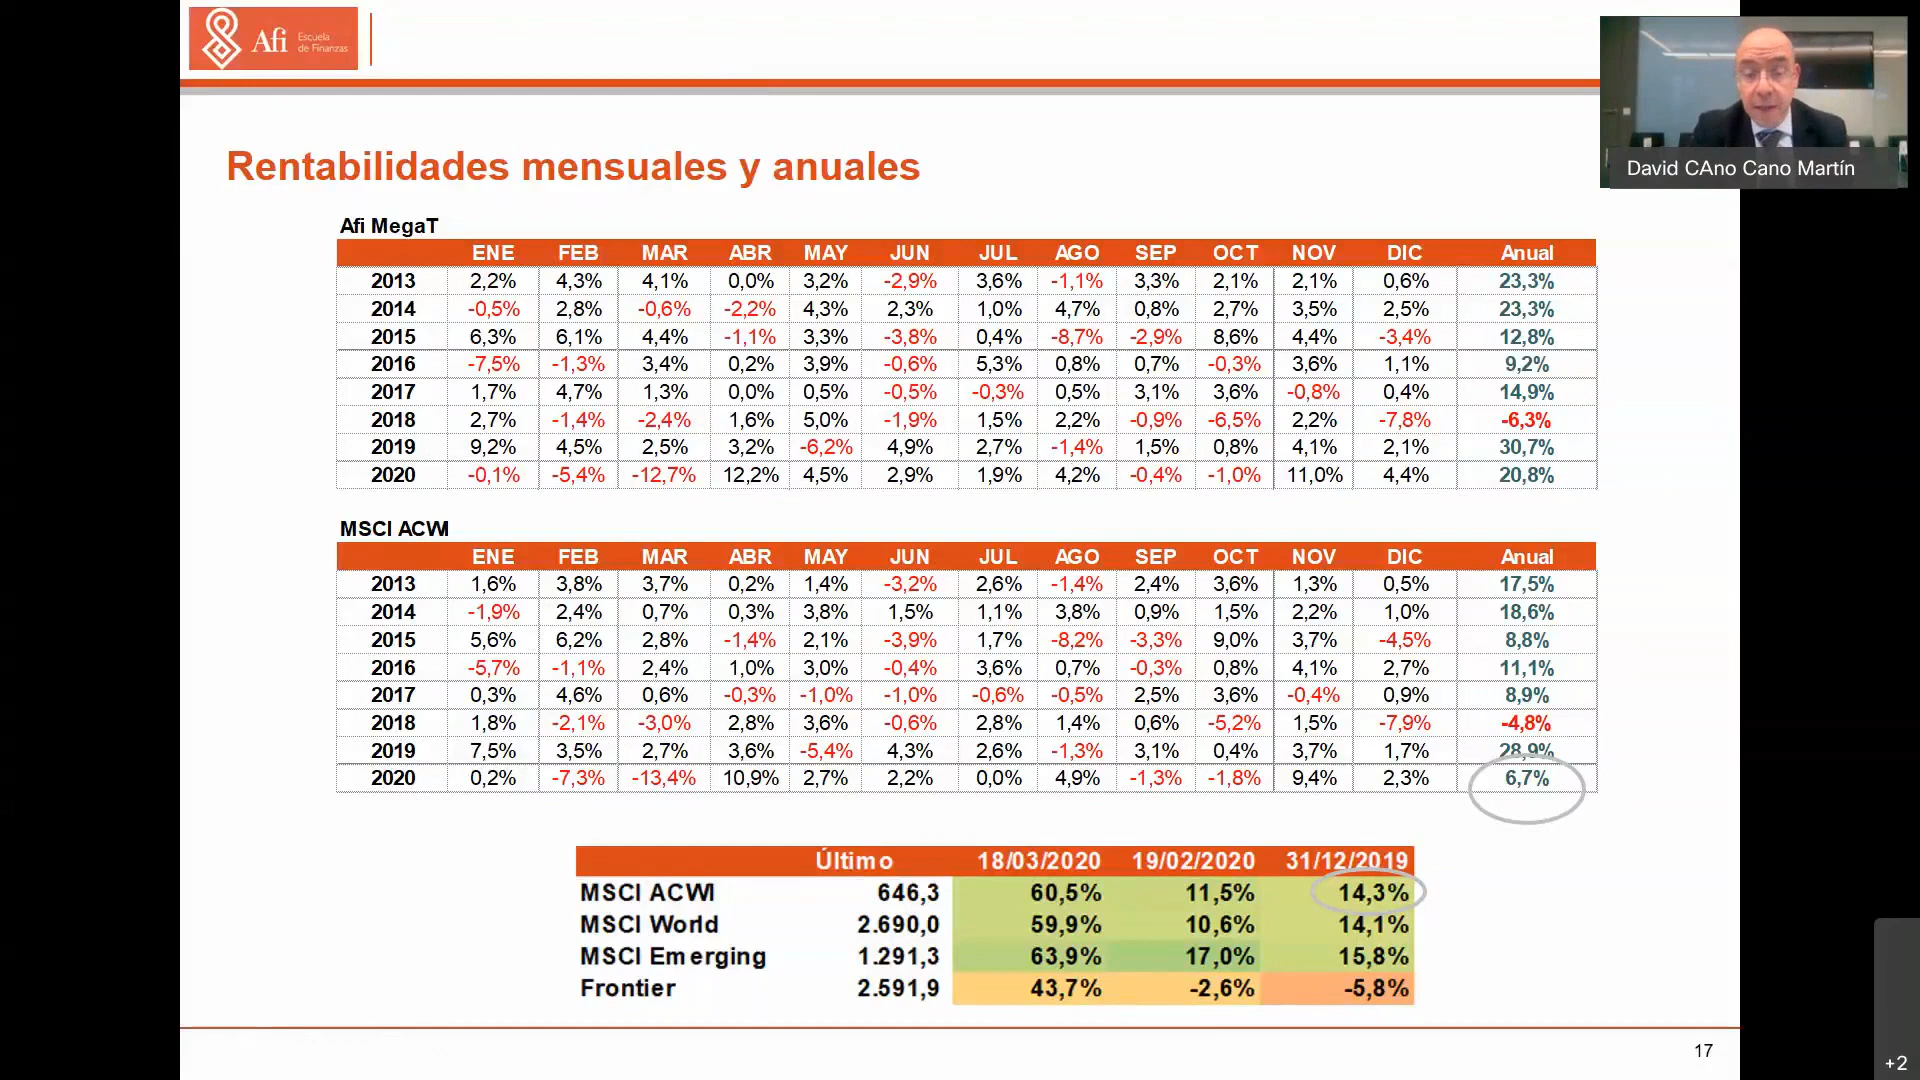 Afi Escuela de Finanzas
David CAno Cano Martín
Rentabilidades mensuales y anuales
Afi MegaT
ENE FEB MAR ABR MAY JUN JUL AGO SEP OCT NOV DIC Anual
2013 2,2% 4,3% 4,1% 0,0% 3,2% -2,9% 3,6% -1,1% 3,3% 2,1% 2,1% 0,6% 23,3%
2014 -0,5% 2,8% -0,6% -2,2% 4,3% 2,3% 1,0% 4,7% 0,8% 2,7% 3,5% 2,5% 23,3%
2015 6,3% 6,1% 4,4% -1,1% 3,3% -3,8% 0,4% -8,7% -2,9% 8,6% 4,4% -3,4% 12,8%
2016 -7,5% -1,3% 3,4% 0,2% 3,9% -0,6% 5,3% 0,8% 0,7% -0,3% 3,6% 1,1% 9,2%
2017 1,7% 4,7% 1,3% 0,0% 0,5% -0,5% -0,3% 0,5% 3,1% 3,6% -0,8% 0,4% 14,9%
2018 2,7% -1,4% -2,4% 1,6% 5,0% -1,9% 1,5% 2,2% -0,9% -6,5% 2,2% -7,8% -6,3%
2019 9,2% 4,5% 2,5% 3,2% -6,2% 4,9% 2,7% -1,4% 1,5% 0,8% 4,1% 2,1% 30,7%
2020 -0,1% -5,4% -12,7% 12,2% 4,5% 2,9% 1,9% 4,2% -0,4% -1,0% 11,0% 4,4% 20,8%
MSCI ACWI
ENE FEB MAR ABR MAY JUN JUL AGO SEP OCT NOV DIC Anual
2013 1,6% 3,8% 3,7% 0,2% 1,4% -3,2% 2,6% -1,4% 2,4% 3,6% 1,3% 0,5% 17,5%
2014 -1,9% 2,4% 0,7% 0,3% 3,8% 1,5% 1,1% 3,8% 0,9% 1,5% 2,2% 1,0% 18,6%
2015 5,6% 6,2% 2,8% -1,4% 2,1% -3,9% 1,7% -8,2% -3,3% 9,0% 3,7% -4,5% 8,8%
2016 -5,7% -1,1% 2,4% 1,0% 3,0% -0,4% 3,6% 0,7% -0,3% 0,8% 4,1% 2,7% 11,1%
2017 0,3% 4,6% 0,6% -0,3% -1,0% -1,0% -0,6% -0,5% 2,5% 3,6% -0,4% 0,9% 8,9%
2018 1,8% -2,1% -3,0% 2,8% 3,6% -0,6% 2,8% 1,4% 0,6% -5,2% 1,5% -7,9% -4,8%
2019 7,5% 3,5% 2,7% 3,6% -5,4% 4,3% 2,6% -1,3% 3,1% 0,4% 3,7% 1,7% 28,9%
2020 0,2% -7,3% -13,4% 10,9% 2,7% 2,2% 0,0% 4,9% -1,3% -1,8% 9,4% 2,3% 6,7%
Último 18/03/2020 19/02/2020 31/12/2019
MSCI ACWI 646,3 60,5% 11,5% 14,3%
MSCI World 2.690,0 59,9% 10,6% 14,1%
MSCI Emerging 1.291,3 63,9% 17,0% 15,8%
Frontier 2.591,9 43,7% -2,6% -5,8%
17
+2